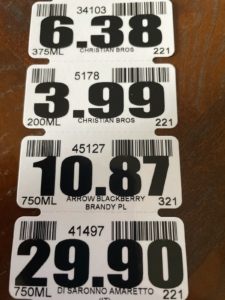 34103
6.38
375ML CHRISTIAN BROS 221
5178
3.99
200ML CHRISTIAN BROS 221
45127
10.87
ARROW BLACKBERRY
750ML BRANDY PL 321
41497
29.90
750ML DI SARONNO AMARETTO 221
(IT)